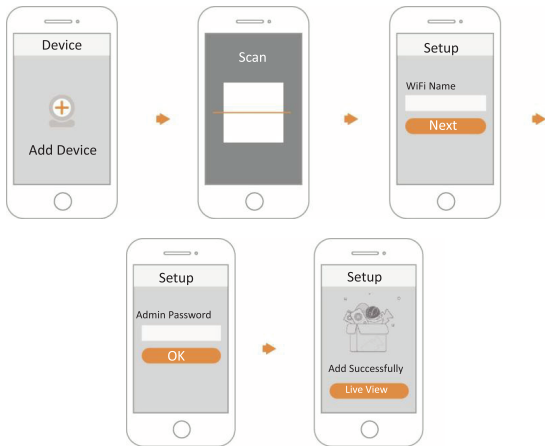 Device
Add Device
Scan
Setup
WiFi Name
Next
Setup
Admin Password
OK
Setup
Add Successfully
Live View